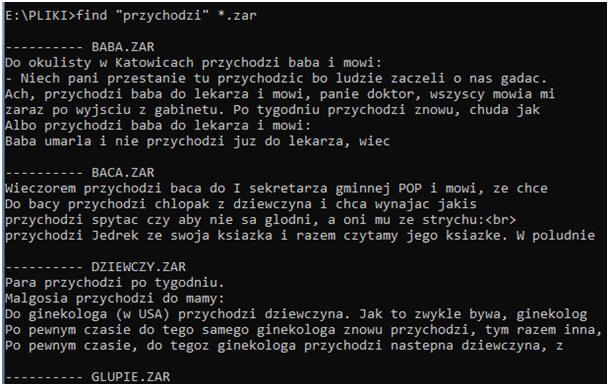 E:\PLIKI>find "przychodzi" *.zar
---------- BABA.ZAR
Do okulisty w Katowicach przychodzi baba i mowi:
- Niech pani przestanie tu przychodzic bo ludzie zaczeli o nas gadac.
Ach, przychodzi baba do lekarza i mowi, panie doktor, wszyscy mowia mi
zaraz po wyjsciu z gabinetu. Po tygodniu przychodzi znowu, chuda jak
Albo przychodzi baba do lekarza i mowi:
Baba umarla i nie przychodzi juz do lekarza, wiec
---------- BACA.ZAR
Wieczorem przychodzi baca do I sekretarza gminnej POP i mowi, ze chce
Do bacy przychodzi chlopak z dziewczyna i chca wynajac jakis
przychodzi spytac czy aby nie sa glodni, a oni mu ze strychu:<br>
przychodzi Jedrek ze swoja ksiazka i razem czytamy jego ksiazke. W poludnie
---------- DZIEWCZY.ZAR
Para przychodzi po tygodniu.
Malgosia przychodzi do mamy:
Do ginekologa (w USA) przychodzi dziewczyna. Jak to zwykle bywa, ginekolog
Po pewnym czasie do tego samego ginekologa znowu przychodzi, tym razem inna,
Po pewnym czasie, do tegoz ginekologa przychodzi nastepna dziewczyna, z
---------- GLUPIE.ZAR